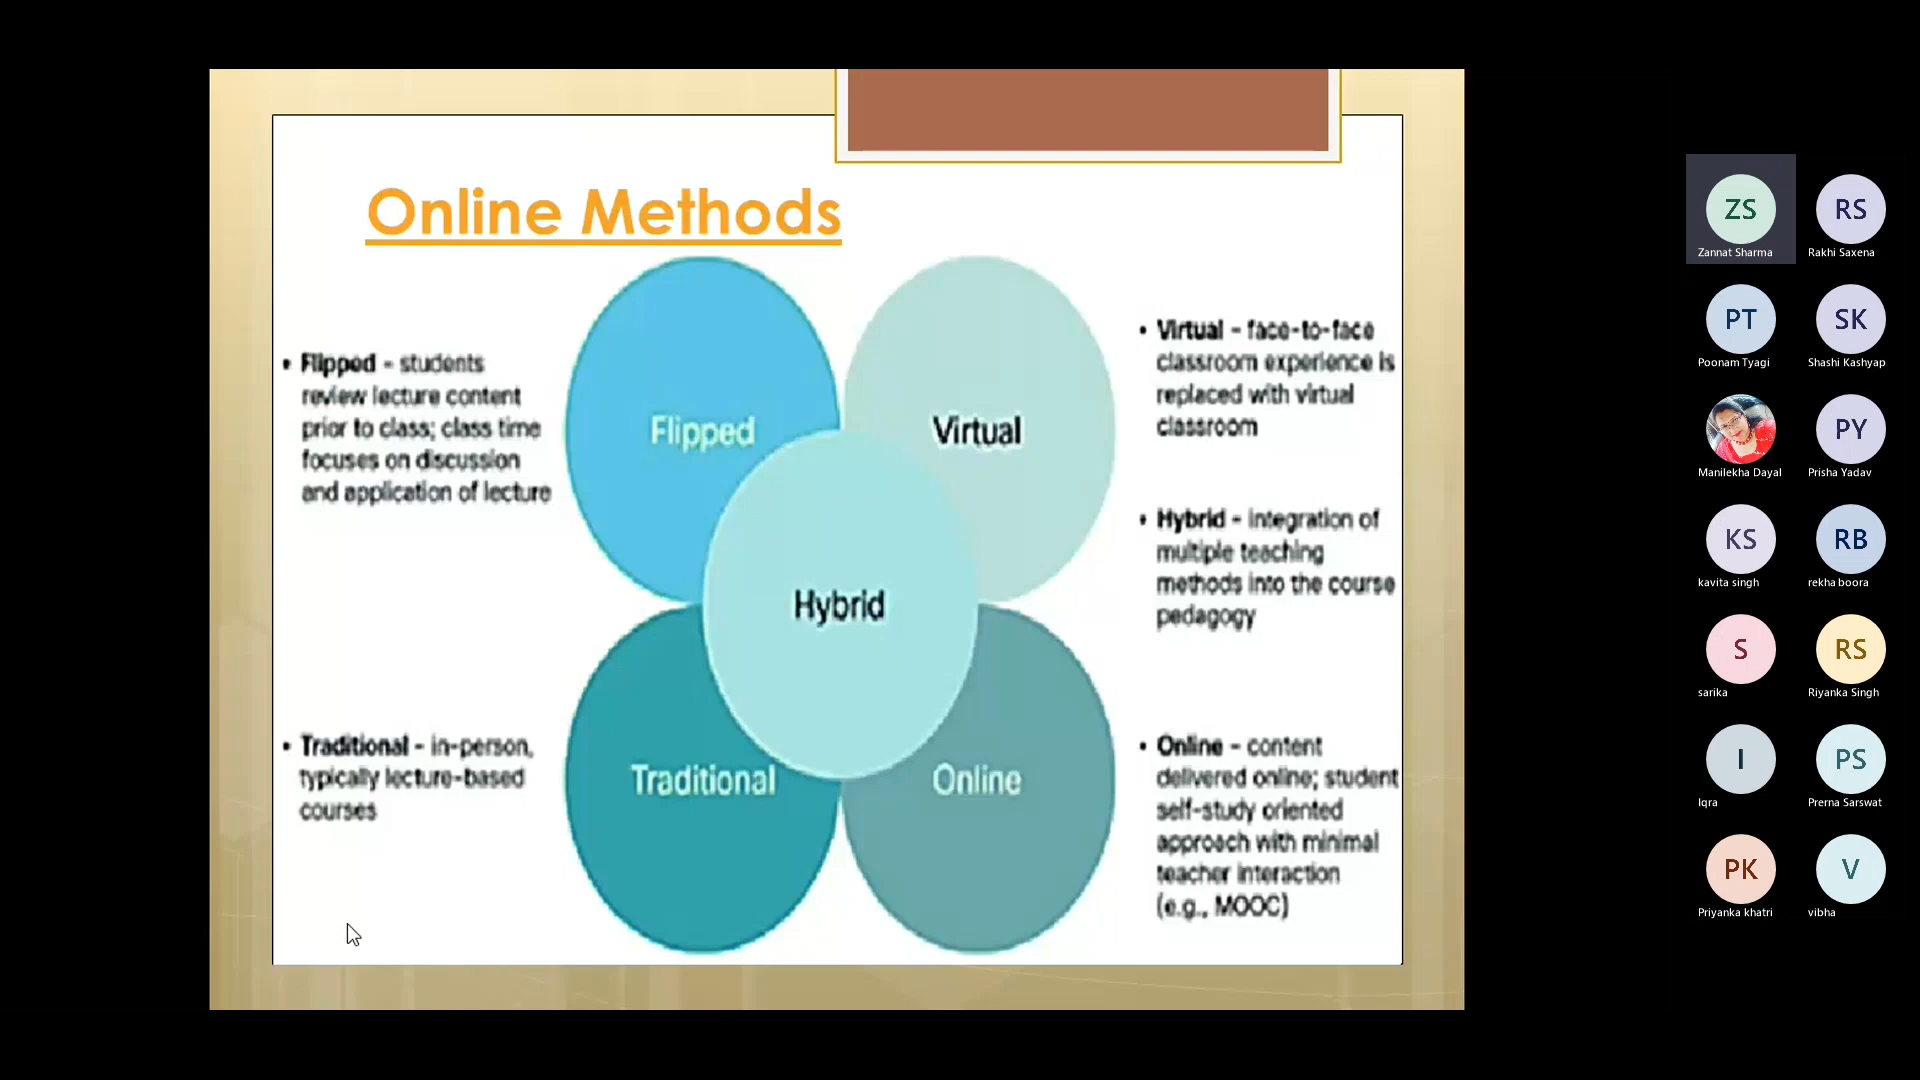 Online Methods
• Flipped - students
review lecture content
prior to class; class time
focuses on discussion
and application of lecture
• Traditional - in-person,
typically lecture-based
courses
Flipped
Virtual
Hybrid
Traditional
Online
• Virtual - face-to-face
classroom experience is
replaced with virtual
classroom
• Hybrid - integration of
multiple teaching
methods into the course
pedagogy
• Online - content
delivered online; student
self-study oriented
approach with minimal
teacher interaction
(e.g., MOOC)
ZS
Zannat Sharma
RS
Rakhi Saxena
PT
Poonam Tyagi
SK
Shashi Kashyap
Manilekha Dayal
PY
Prisha Yadav
KS
kavita singh
RB
rekha boora
S
sarika
RS
Riyanka Singh
I
Iqra
PS
Prerna Sarswat
PK
Priyanka khatri
V
vibha